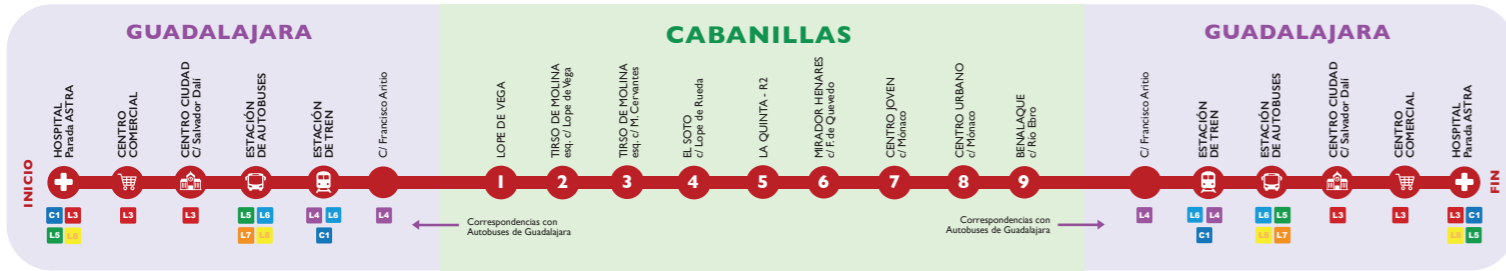 GUADALAJARA
CABANILLAS
GUADALAJARA
INICIO
HOSPITAL
Parada ASTRA
CENTRO
COMERCIAL
CENTRO CIUDAD
C/ Salvador Dalí
ESTACIÓN
DE AUTOBUSES
ESTACIÓN
DE TREN
C/ Francisco Aritio
LOPE DE VEGA
TIRSO DE MOLINA
esq. c/ Lope de Vega
TIRSO DE MOLINA
esq. c/ M. Cervantes
EL SOTO
c/ Lope de Rueda
LA QUINTA - R2
MIRADOR HENARES
c/ F. de Quevedo
CENTRO JOVEN
c/ Mónaco
CENTRO URBANO
c/ Mónaco
BENALAQUE
c/ Río Ebro
C/ Francisco Aritio
ESTACIÓN
DE TREN
ESTACIÓN
DE AUTOBUSES
CENTRO CIUDAD
C/ Salvador Dalí
CENTRO
COMERCIAL
HOSPITAL
Parada ASTRA
FIN
1 2 3 4 5 6 7 8 9
C1 L3 L3 L3 L5 L6 L4 L6 L4
L5 L8 L7 L8 C1
Correspondencias con
Autobuses de Guadalajara
Correspondencias con
Autobuses de Guadalajara
L4 L6 L4 L6 L5 L3 L3 L3 C1
C1 L8 L7 L8 L5